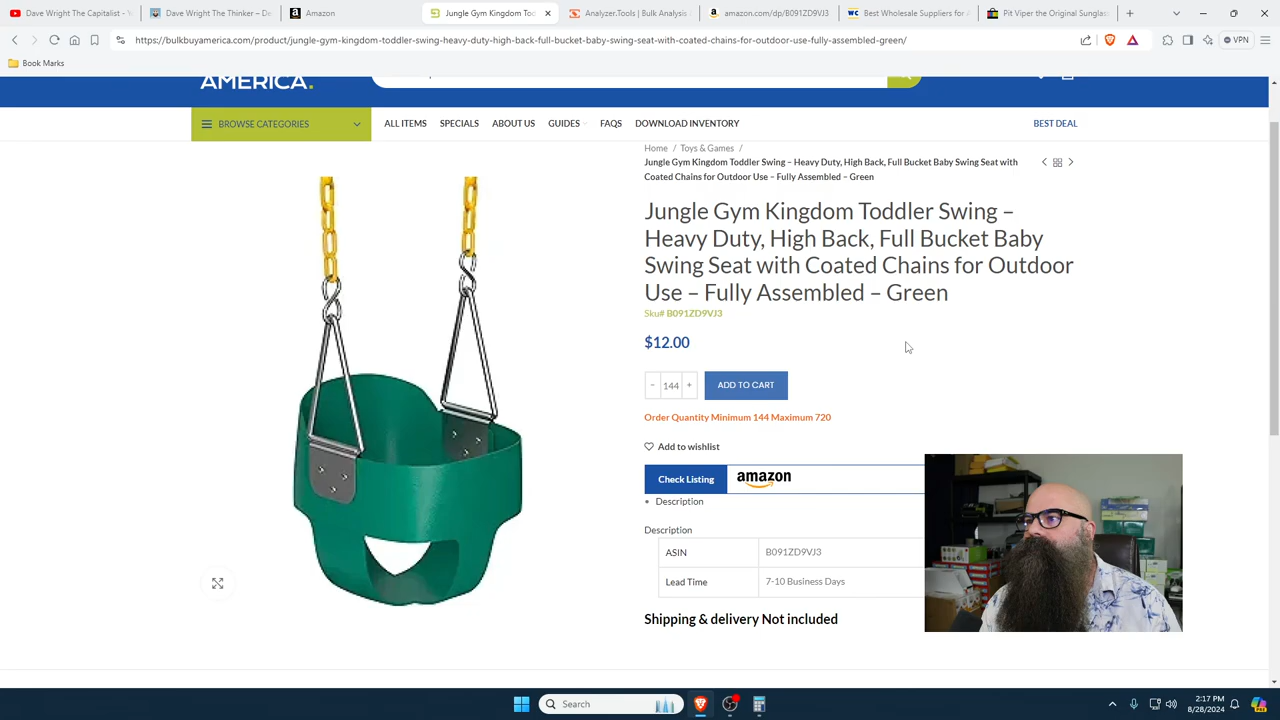 Dave Wright The Capitalist - Y
Dave Wright The Thinker – De
Amazon
Jungle Gym Kingdom Tod
Analyzer.Tools | Bulk Analysis
amazon.com/dp/B091ZD9VJ3
Best Wholesale Suppliers for A
Pit Viper the Original Sunglas
https://bulkbuyamerica.com/product/jungle-gym-kingdom-toddler-swing-heavy-duty-high-back-full-bucket-baby-swing-seat-with-coated-chains-for-outdoor-use-fully-assembled-green/
VPN
Book Marks
AMERICA.
BROWSE CATEGORIES
ALL ITEMS SPECIALS ABOUT US GUIDES FAQS DOWNLOAD INVENTORY
BEST DEAL
Home / Toys & Games /
Jungle Gym Kingdom Toddler Swing – Heavy Duty, High Back, Full Bucket Baby Swing Seat with
Coated Chains for Outdoor Use – Fully Assembled – Green
Jungle Gym Kingdom Toddler Swing –
Heavy Duty, High Back, Full Bucket Baby
Swing Seat with Coated Chains for Outdoor
Use – Fully Assembled – Green
Sku# B091ZD9VJ3
$12.00
- 144 + ADD TO CART
Order Quantity Minimum 144 Maximum 720
Add to wishlist
Check Listing amazon
Description
Description
ASIN B091ZD9VJ3
Lead Time 7-10 Business Days
Shipping & delivery Not included
Search
2:17 PM
8/28/2024